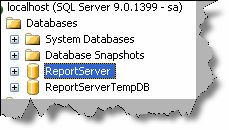 localhost (SQL Server 9.0.1399 - sa)
Databases
System Databases
Database Snapshots
ReportServer
ReportServerTempDB